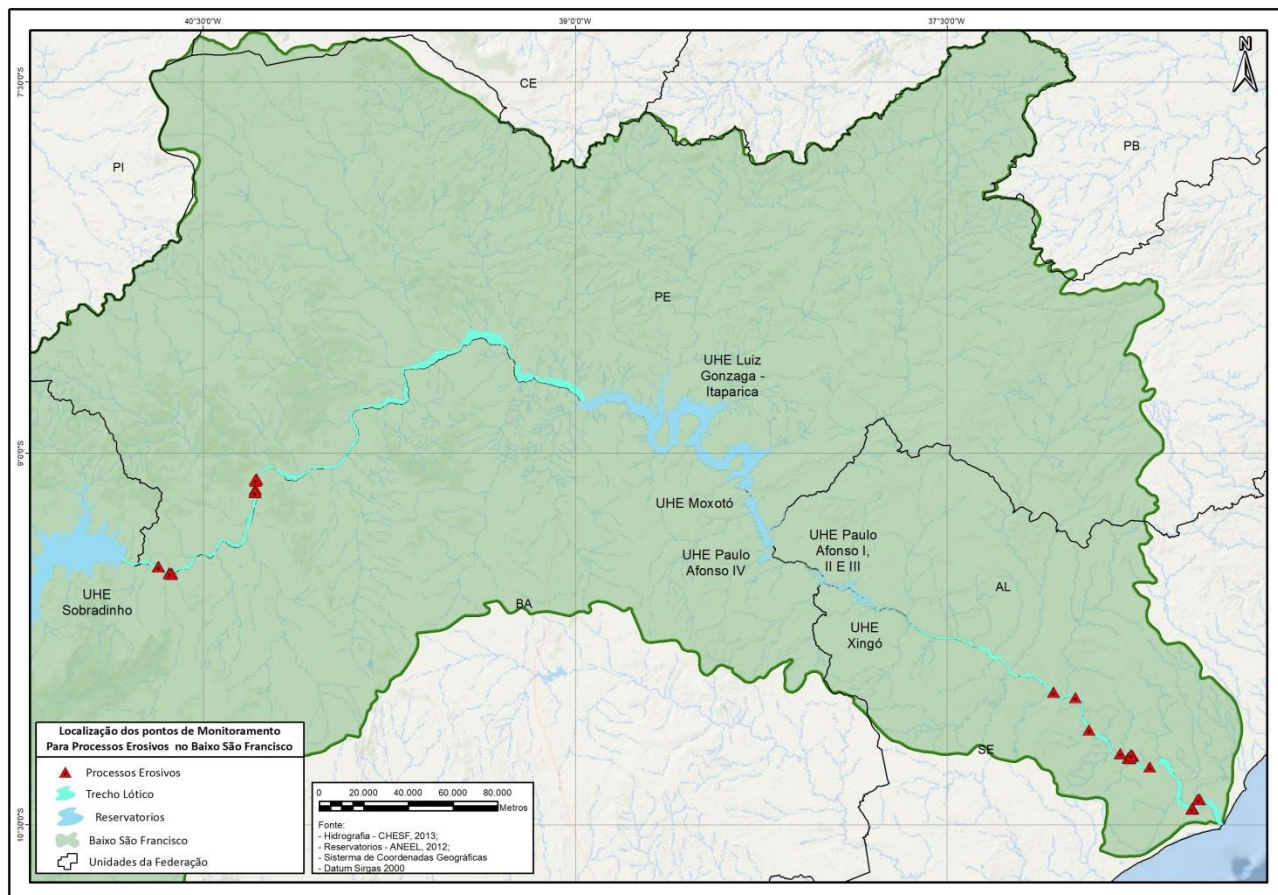 40°30'0"W
39°0'0"W
37°30'0"W
N
7°30'0"S
CE
PB
PI
PE
UHE Luiz
Gonzaga -
Itaparica
9°0'0"S
UHE Moxotó
UHE Paulo
Afonso I,
II E III
UHE Paulo
Afonso IV
AL
UHE
Sobradinho
BA
UHE
Xingó
SE
10°30'0"S
Localização dos pontos de Monitoramento
Para Processos Erosivos no Baixo São Francisco
Processos Erosivos
Trecho Lótico
Reservatorios
Baixo São Francisco
Unidades da Federação
0 20.000 40.000 60.000 80.000
Metros
Fonte:
- Hidrografia - CHESF, 2013;
- Reservatorios - ANEEL, 2012;
- Sisterma de Coordenadas Geográficas
- Datum Sirgas 2000